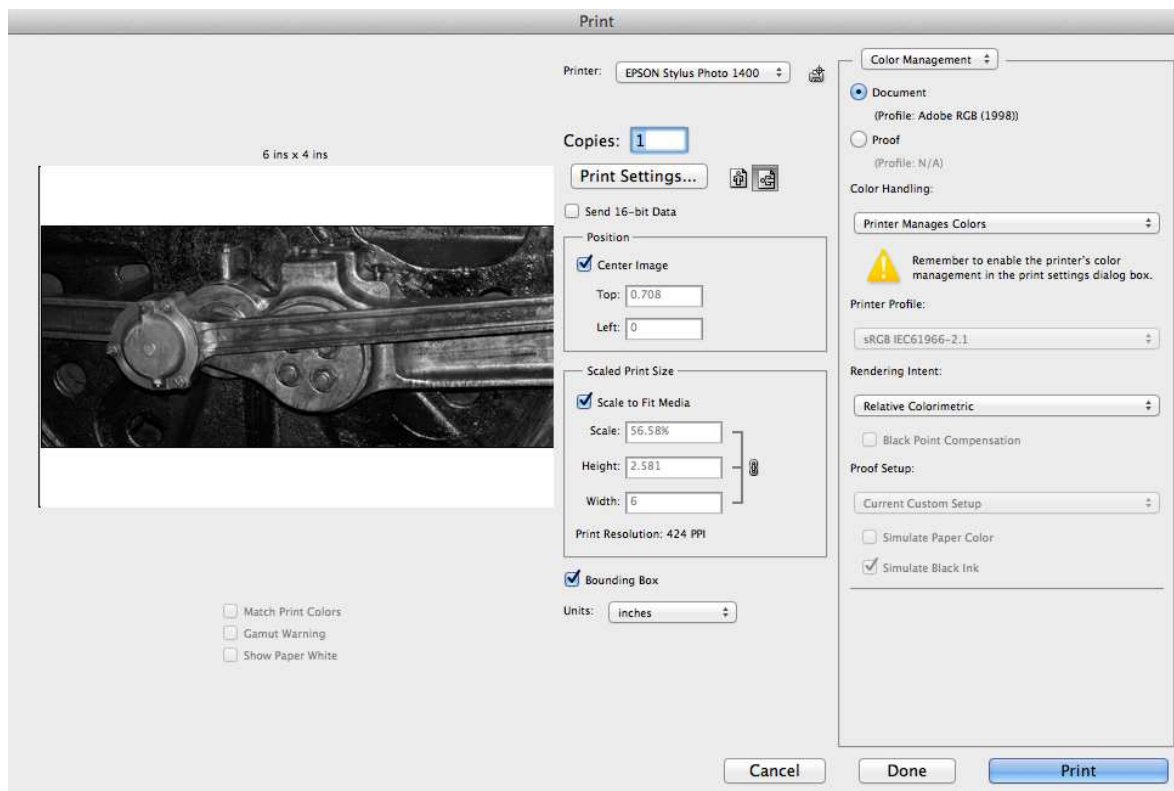 Print
6 ins x 4 ins
Match Print Colors
Gamut Warning
Show Paper White
Printer: EPSON Stylus Photo 1400
Copies: 1
Print Settings...
Send 16-bit Data
Position
Center Image
Top: 0.708
Left: 0
Scaled Print Size
Scale to Fit Media
Scale: 56.58%
Height: 2.581
Width: 6
Print Resolution: 424 PPI
Bounding Box
Units: inches
Color Management
Document
(Profile: Adobe RGB (1998))
Proof
(Profile: N/A)
Color Handling:
Printer Manages Colors
Remember to enable the printer's color
management in the print settings dialog box.
Printer Profile:
sRGB IEC61966-2.1
Rendering Intent:
Relative Colorimetric
Black Point Compensation
Proof Setup:
Current Custom Setup
Simulate Paper Color
Simulate Black Ink
Cancel
Done
Print